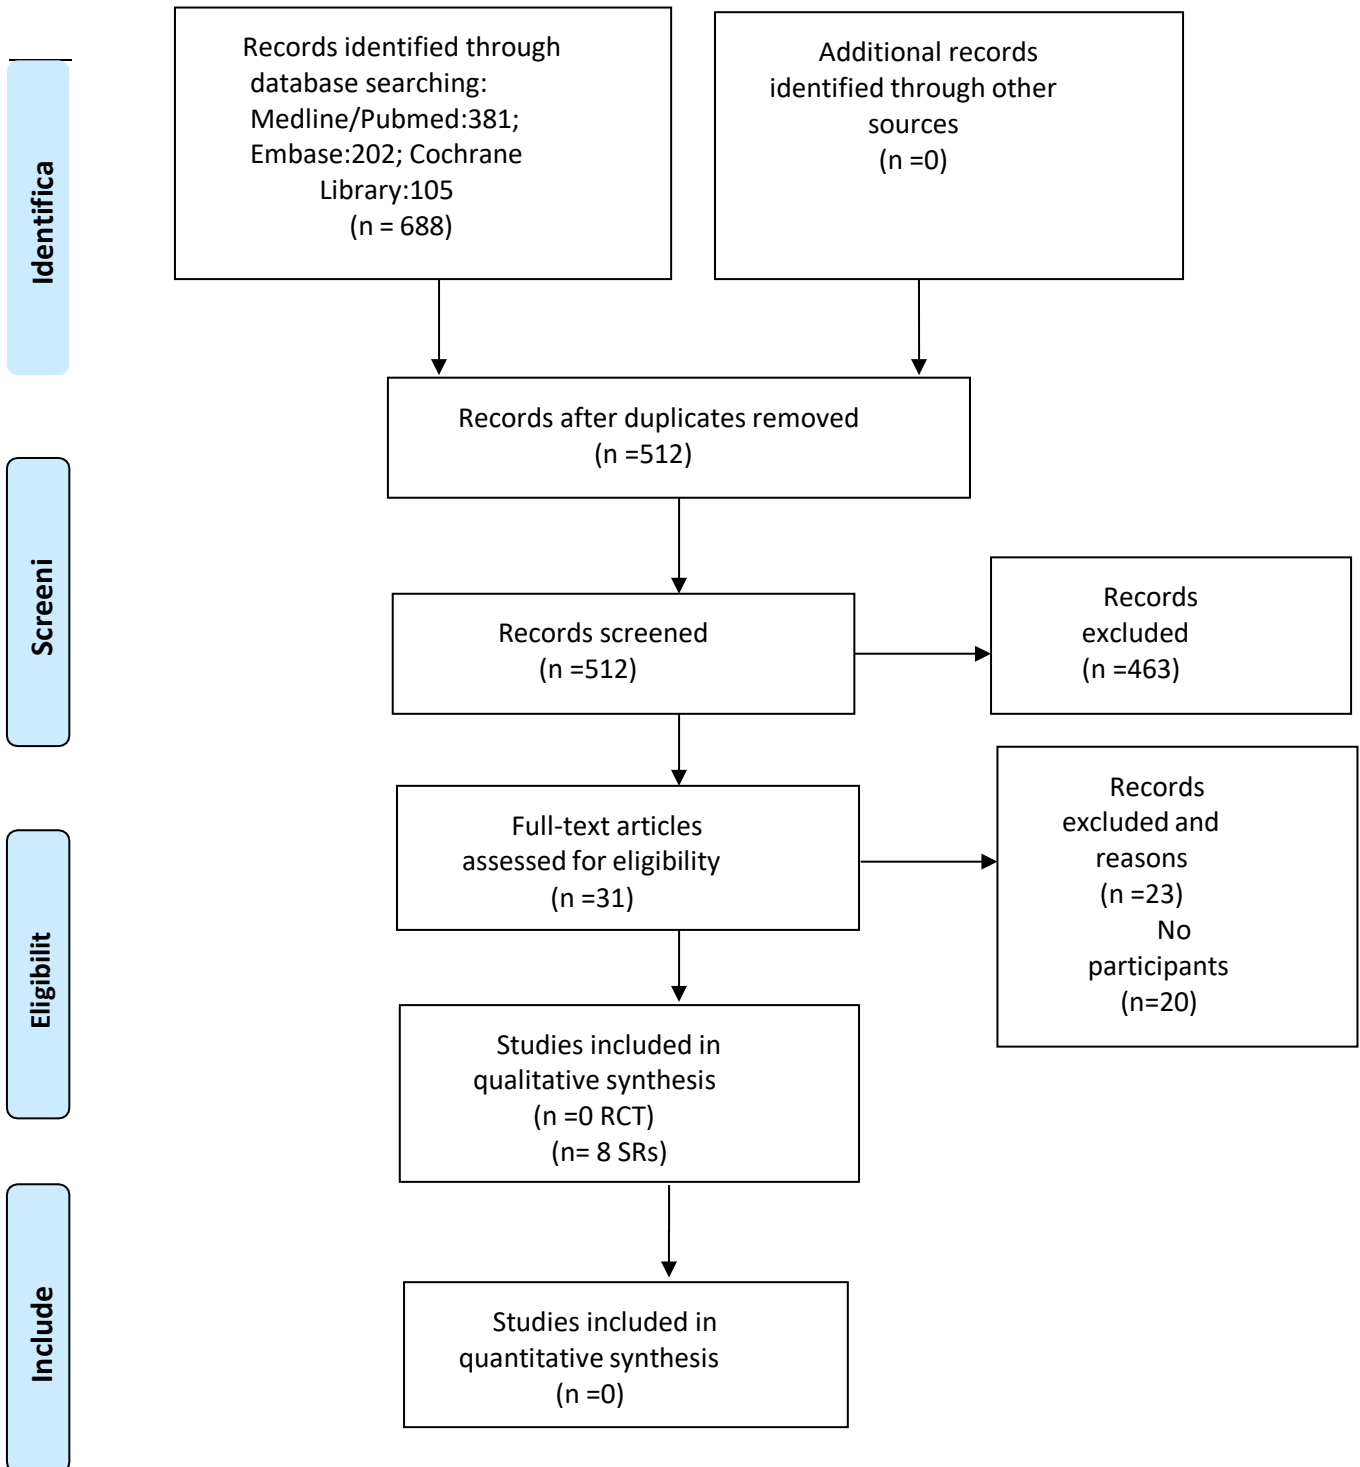 Identifica
Records identified through
database searching:
Medline/Pubmed:381;
Embase:202; Cochrane
Library:105
(n = 688)
Additional records
identified through other
sources
(n =0)
Records after duplicates removed
(n =512)
Screeni
Records screened
(n =512)
Records
excluded
(n =463)
Eligibilit
Full-text articles
assessed for eligibility
(n =31)
Records
excluded and
reasons
(n =23)
No
participants
(n=20)
Studies included in
qualitative synthesis
(n =0 RCT)
(n= 8 SRs)
Include
Studies included in
quantitative synthesis
(n =0)